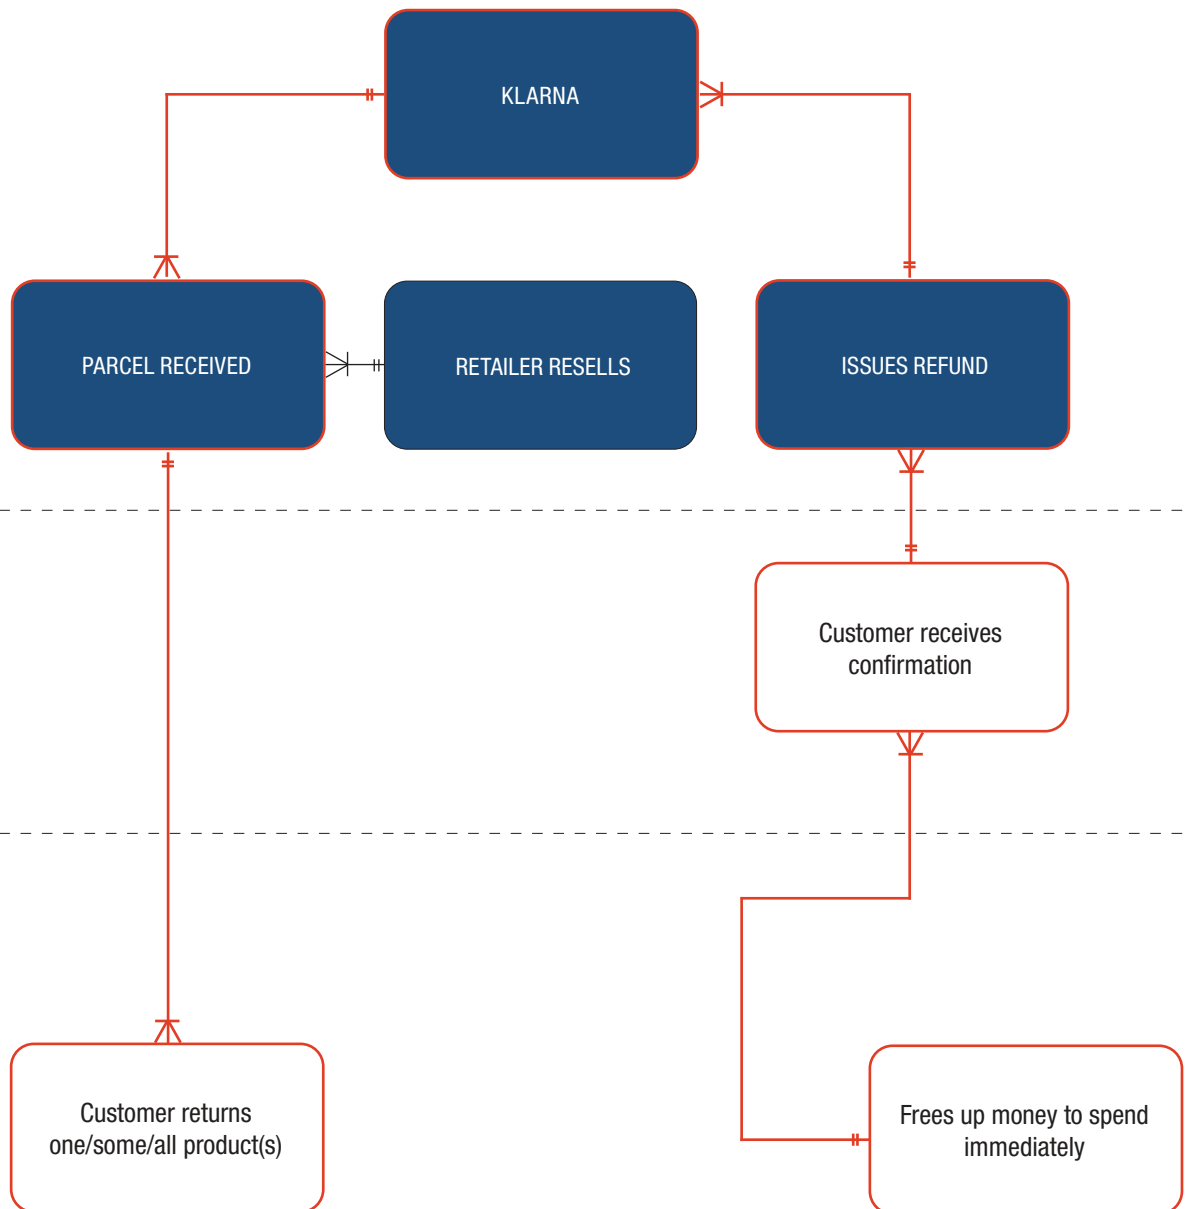 KLARNA
PARCEL RECEIVED
RETAILER RESELLS
ISSUES REFUND
Customer receives
confirmation
Customer returns
one/some/all product(s)
Frees up money to spend
immediately